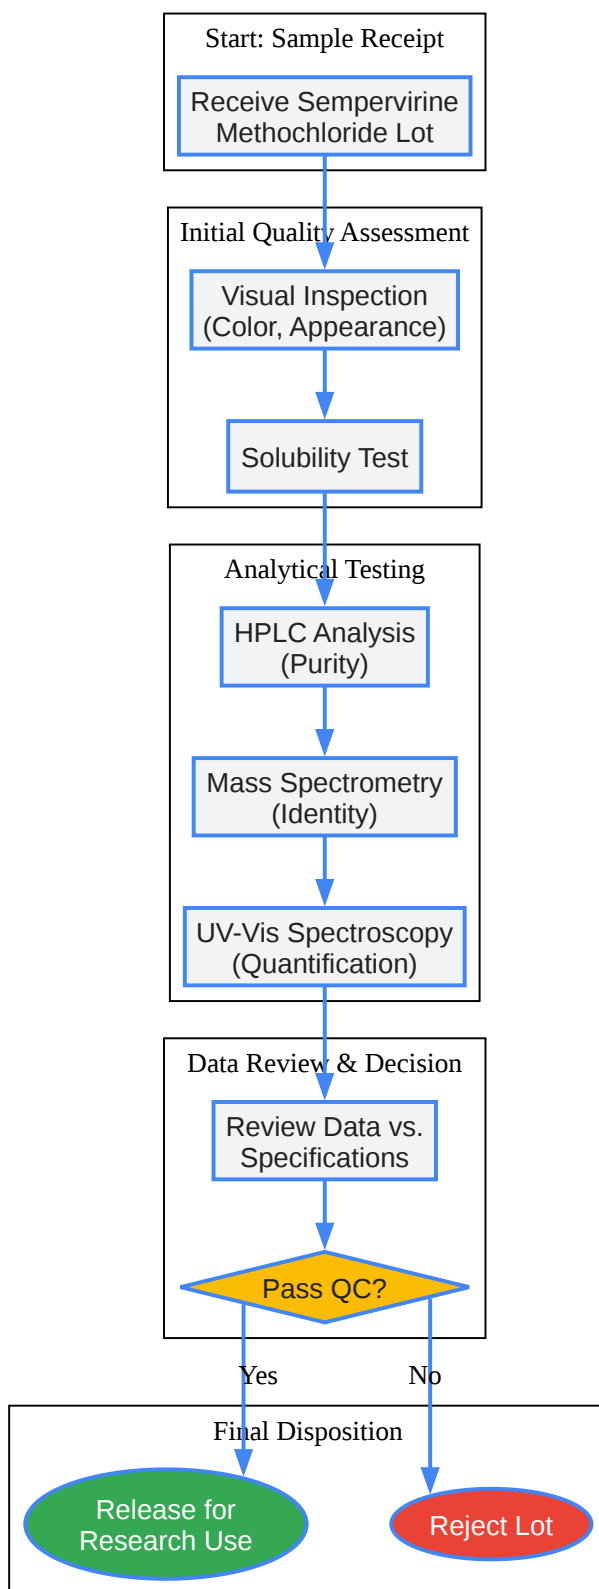 Start: Sample Receipt
Receive Sempervirine
Methochloride Lot
Initial Quality Assessment
Visual Inspection
(Color, Appearance)
Solubility Test
Analytical Testing
HPLC Analysis
(Purity)
Mass Spectrometry
(Identity)
UV-Vis Spectroscopy
(Quantification)
Data Review & Decision
Review Data vs.
Specifications
Pass QC?
Yes
No
Final Disposition
Release for
Research Use
Reject Lot